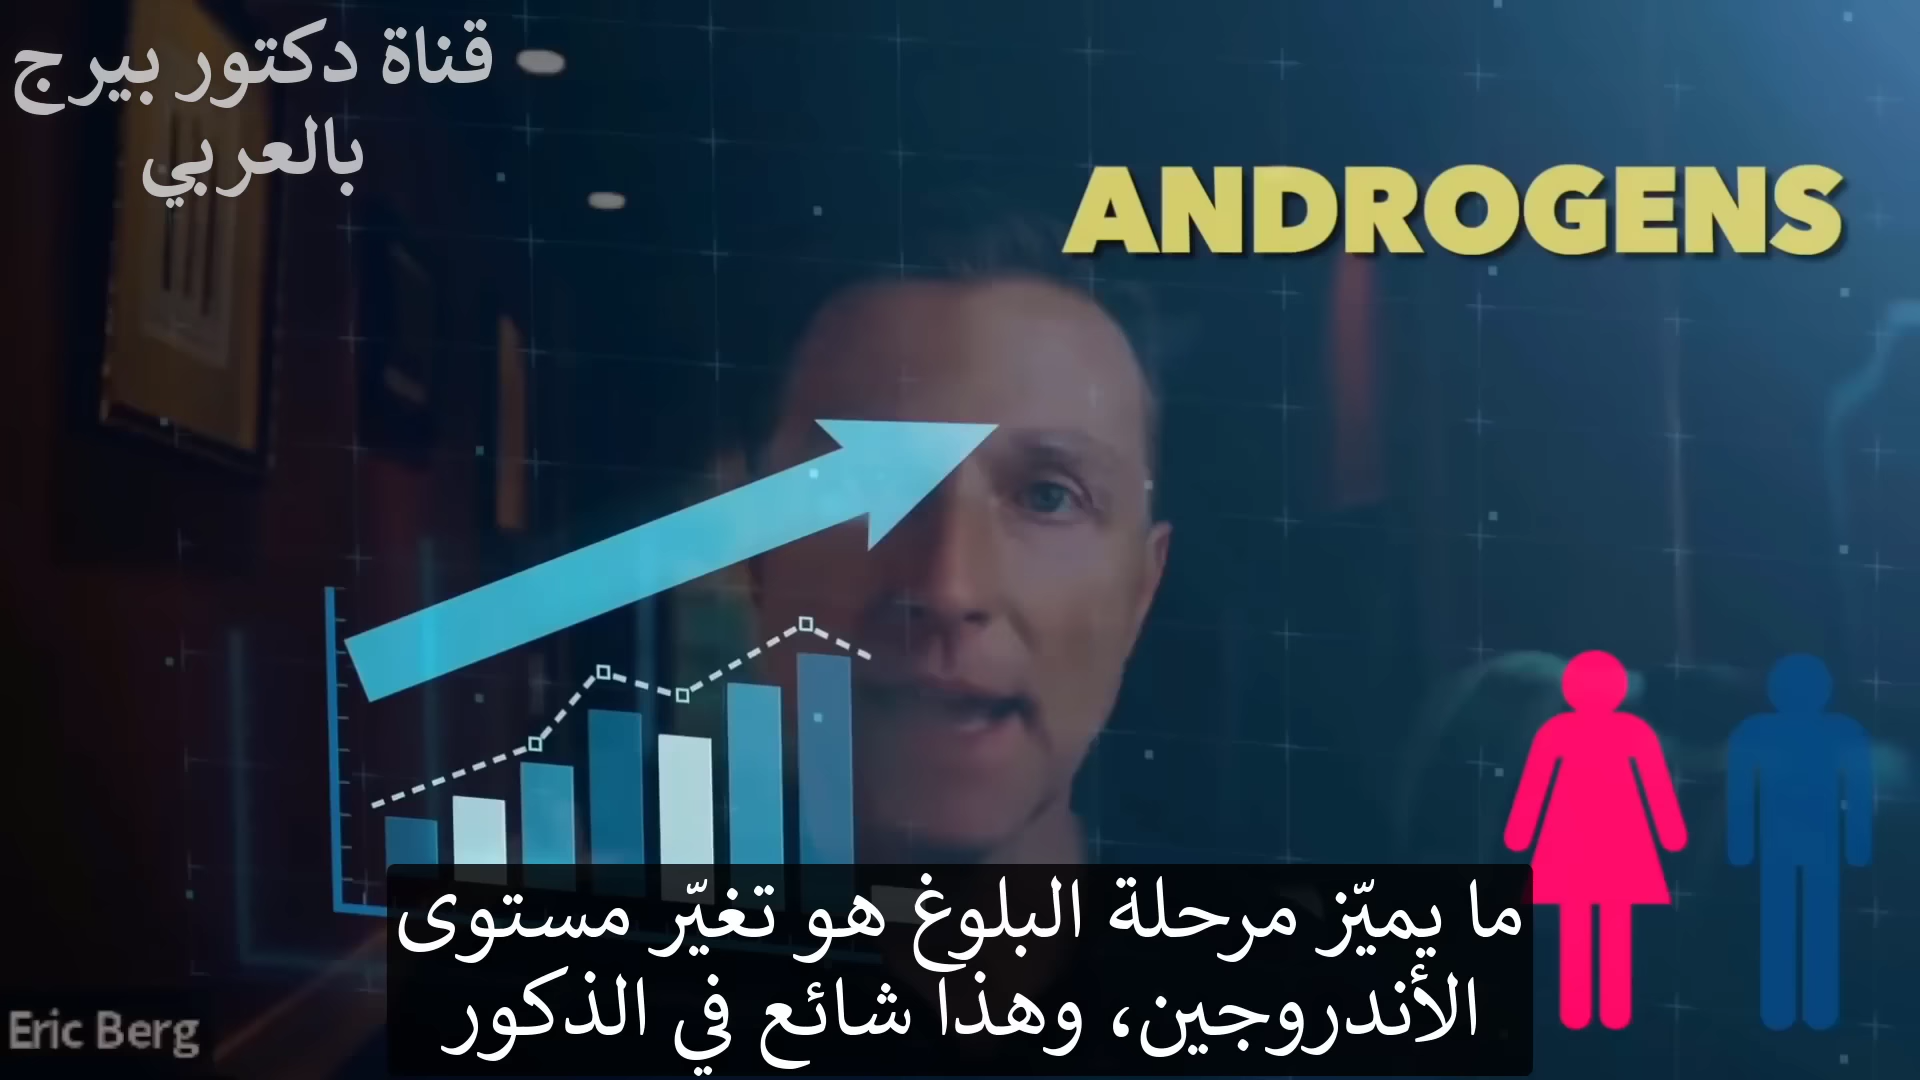 قناة دكتور بيرج
بالعربي
ANDROGENS
ما يميّز مرحلة البلوغ هو تغيّر مستوى
الأندروجين، وهذا شائع في الذكور
Eric Berg